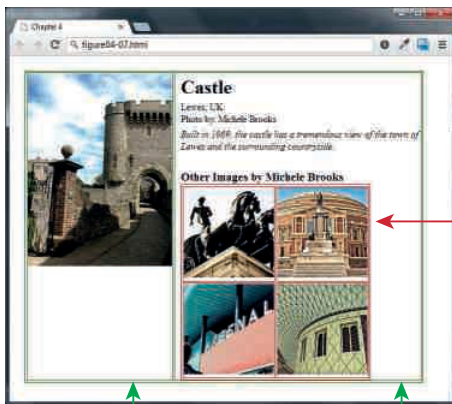 Chapter 4
figure04-07.html
Castle
Lewes, UK
Photo by: Michele Brooks
Built in 1069, the castle has a tremendous view of the town of
Lewes and the surrounding countryside.
Other Images by Michele Brooks
ARSENAL